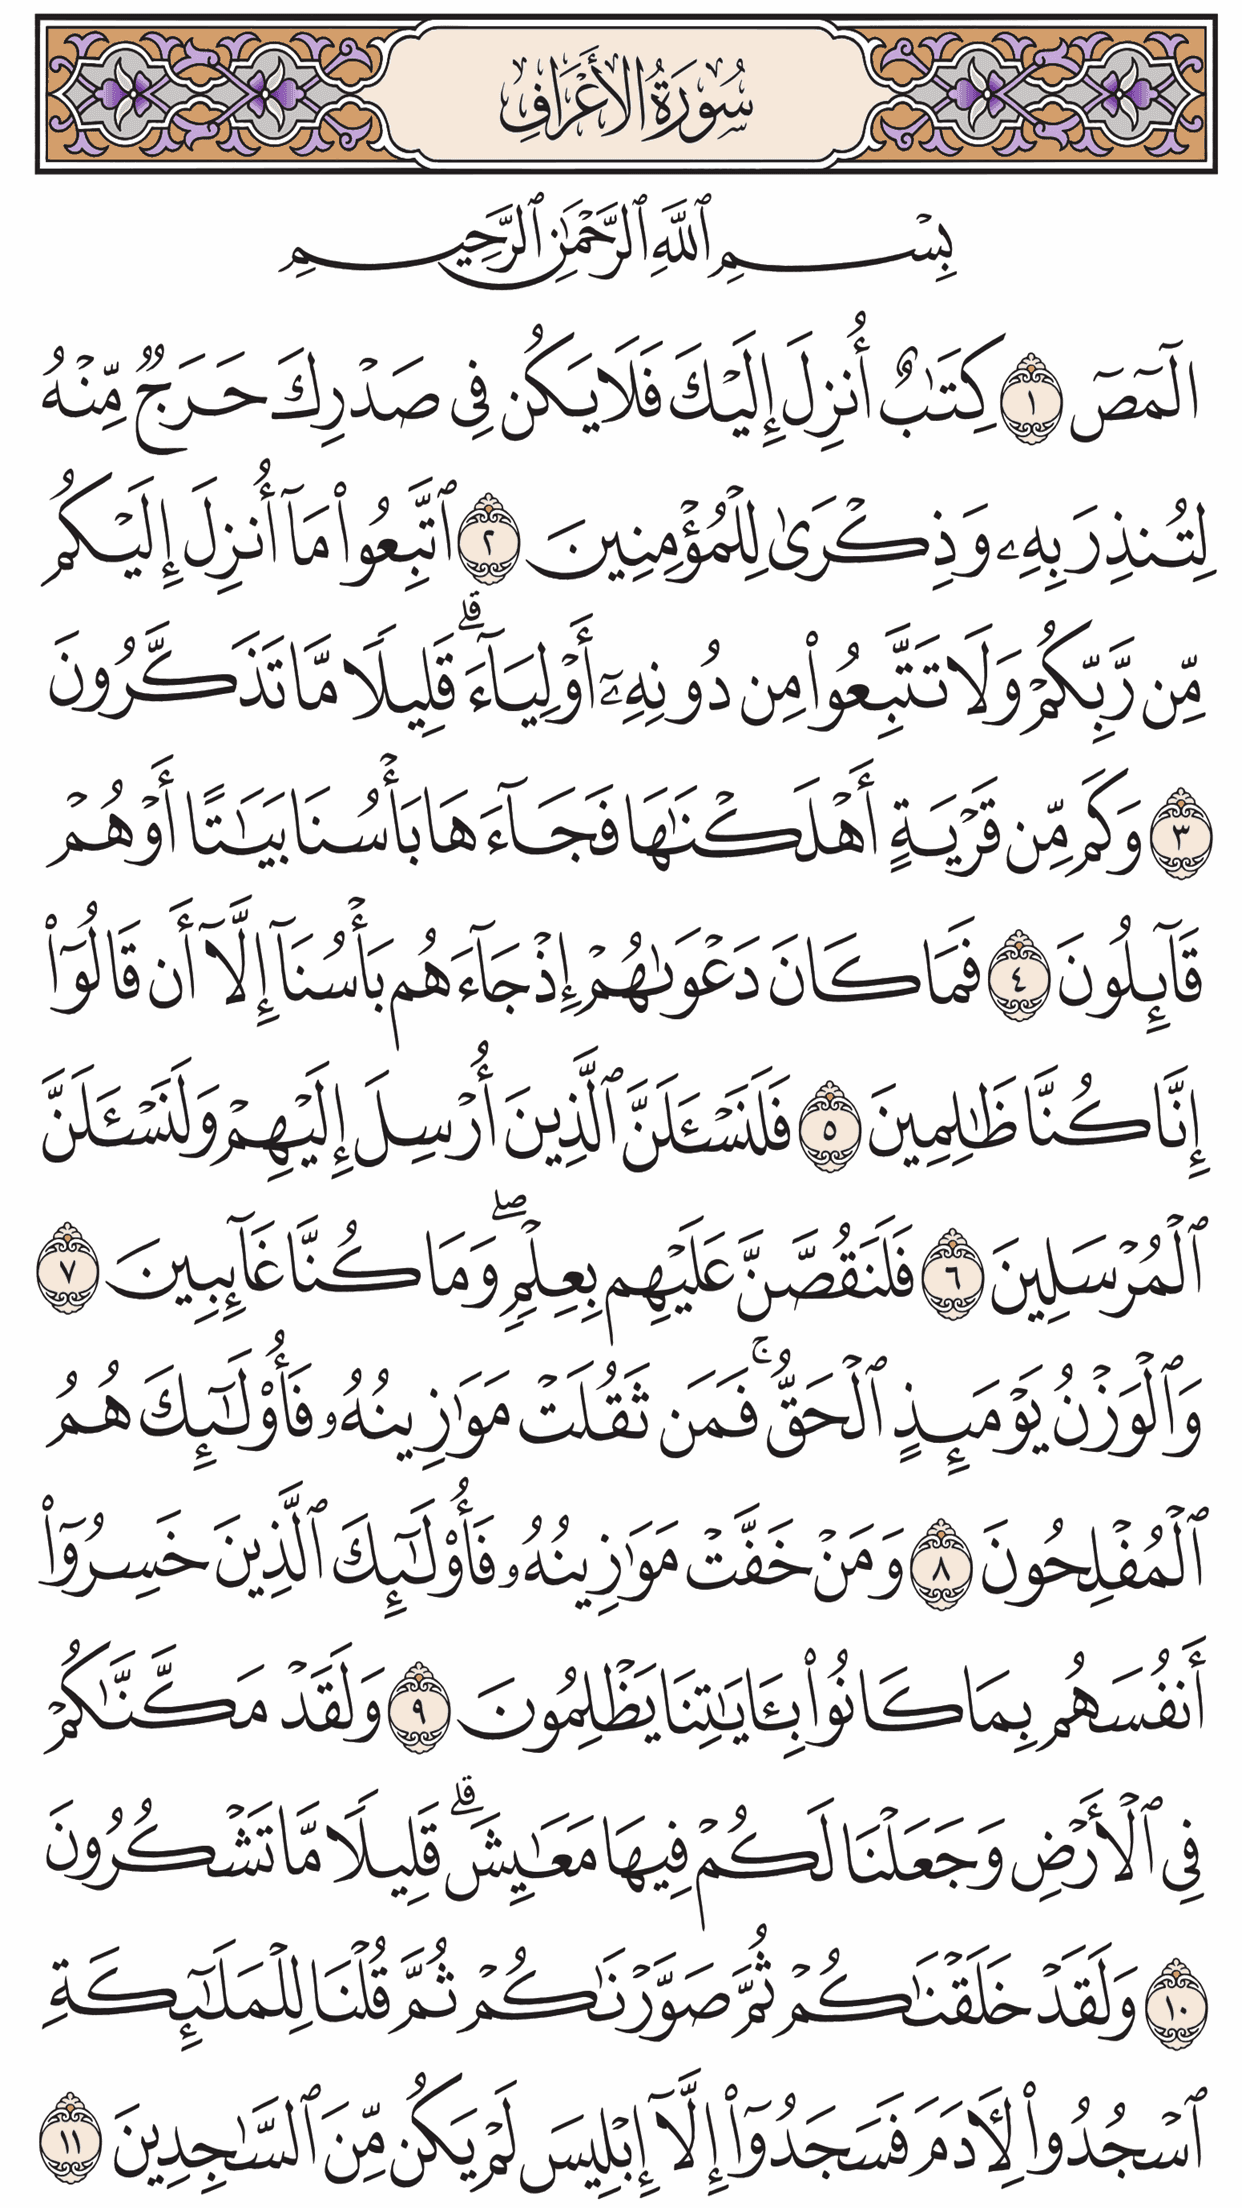 سُورَةُ الأَعْرَافِ
بِسْمِ ٱللَّهِ ٱلرَّحْمَٰنِ ٱلرَّحِيمِ
الٓمٓصٓ ١ كِتَٰبٌ أُنزِلَ إِلَيْكَ فَلَا يَكُن فِى صَدْرِكَ حَرَجٌ مِّنْهُ
لِتُنذِرَ بِهِۦ وَذِكْرَىٰ لِلْمُؤْمِنِينَ ٢ ٱتَّبِعُوا۟ مَآ أُنزِلَ إِلَيْكُم
مِّن رَّبِّكُمْ وَلَا تَتَّبِعُوا۟ مِن دُونِهِۦٓ أَوْلِيَآءَ ۗ قَلِيلًا مَّا تَذَكَّرُونَ
٣ وَكَم مِّن قَرْيَةٍ أَهْلَكْنَٰهَا فَجَآءَهَا بَأْسُنَا بَيَٰتًا أَوْ هُمْ
قَآئِلُونَ ٤ فَمَا كَانَ دَعْوَىٰهُمْ إِذْ جَآءَهُم بَأْسُنَآ إِلَّآ أَن قَالُوٓا۟
إِنَّا كُنَّا ظَٰلِمِينَ ٥ فَلَنَسْـَٔلَنَّ ٱلَّذِينَ أُرْسِلَ إِلَيْهِمْ وَلَنَسْـَٔلَنَّ
ٱلْمُرْسَلِينَ ٦ فَلَنَقُصَّنَّ عَلَيْهِم بِعِلْمٍ ۖ وَمَا كُنَّا غَآئِبِينَ ٧
وَٱلْوَزْنُ يَوْمَئِذٍ ٱلْحَقُّ ۚ فَمَن ثَقُلَتْ مَوَٰزِينُهُۥ فَأُو۟لَٰٓئِكَ هُمُ
ٱلْمُفْلِحُونَ ٨ وَمَنْ خَفَّتْ مَوَٰزِينُهُۥ فَأُو۟لَٰٓئِكَ ٱلَّذِينَ خَسِرُوٓا۟
أَنفُسَهُم بِمَا كَانُوا۟ بِـَٔايَٰتِنَا يَظْلِمُونَ ٩ وَلَقَدْ مَكَّنَّٰكُمْ
فِى ٱلْأَرْضِ وَجَعَلْنَا لَكُمْ فِيهَا مَعَٰيِشَ ۗ قَلِيلًا مَّا تَشْكُرُونَ
١٠ وَلَقَدْ خَلَقْنَٰكُمْ ثُمَّ صَوَّرْنَٰكُمْ ثُمَّ قُلْنَا لِلْمَلَٰٓئِكَةِ
ٱسْجُدُوا۟ لِـَٔادَمَ فَسَجَدُوٓا۟ إِلَّآ إِبْلِيسَ لَمْ يَكُن مِّنَ ٱلسَّٰجِدِينَ ١١